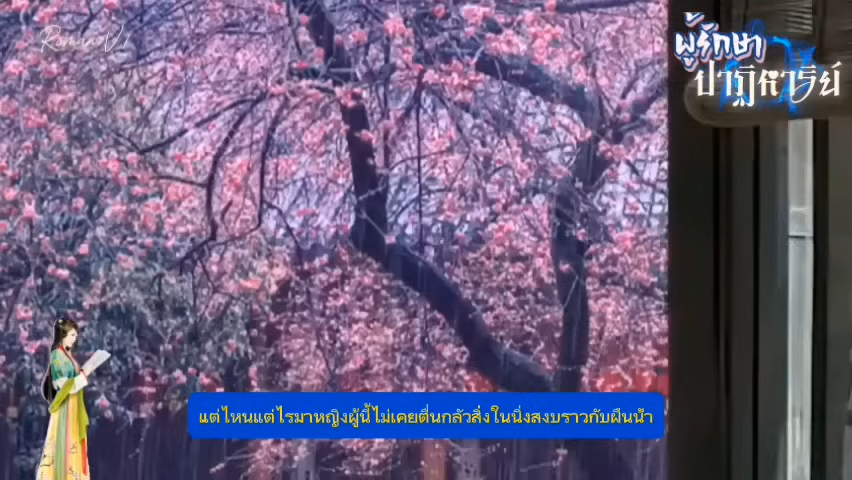 Roman V1
ผู้รักษา
ปาฏิหาริย์
แต่ไหนแต่ไรมาหญิงผู้นี้ไม่เคยตื่นกลัวสิ่งใดนิ่งสงบราวกับผืนน้ำ